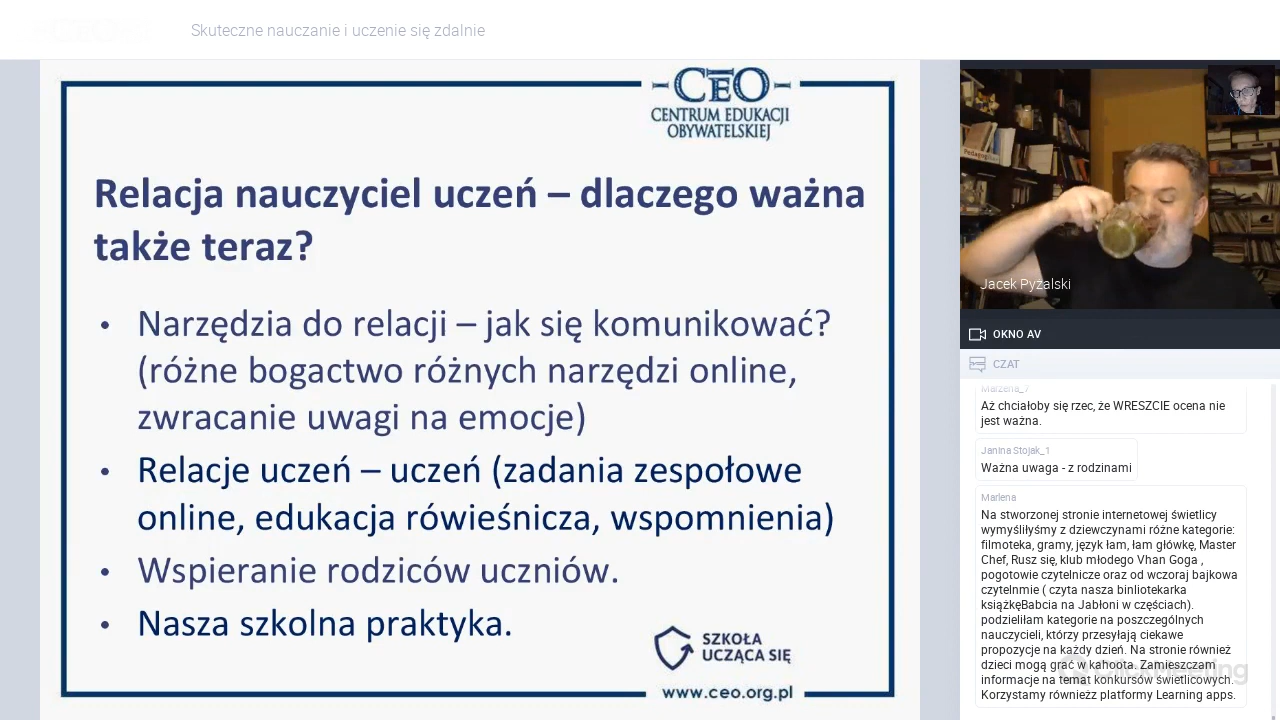 Skuteczne nauczanie i uczenie się zdalnie
CEO
CENTRUM EDUKACJI
OBYWATELSKIEJ
Relacja nauczyciel uczeń – dlaczego ważna
także teraz?
• Narzędzia do relacji – jak się komunikować?
(różne bogactwo różnych narzędzi online,
zwracanie uwagi na emocje)
• Relacje uczeń – uczeń (zadania zespołowe
online, edukacja rówieśnicza, wspomnienia)
• Wspieranie rodziców uczniów.
• Nasza szkolna praktyka.
SZKOŁA
UCZĄCA SIĘ
www.ceo.org.pl
Jacek Pyżalski
OKNO AV
CZAT
Aż chciałoby się rzec, że WRESZCIE ocena nie
jest ważna.
Janina Stojak_1
Ważna uwaga - z rodzinami
Marlena
Na stworzonej stronie internetowej świetlicy
wymyśliłyśmy z dziewczynami różne kategorie:
filmoteka, gramy, język łam, łam główkę, Master
Chef, Rusz się, klub młodego Vhan Goga ,
pogotowie czytelnicze oraz od wczoraj bajkowa
czytelnmie ( czyta nasza binliotekarka
książkęBabcia na Jabłoni w częściach).
podzieliłam kategorie na poszczególnych
nauczycieli, którzy przesyłają ciekawe
propozycje na każdy dzień. Na stronie również
dzieci mogą grać w kahoota. Zamieszczam
informacje na temat konkursów świetlicowych.
Korzystamy równieżz platformy Learning apps.